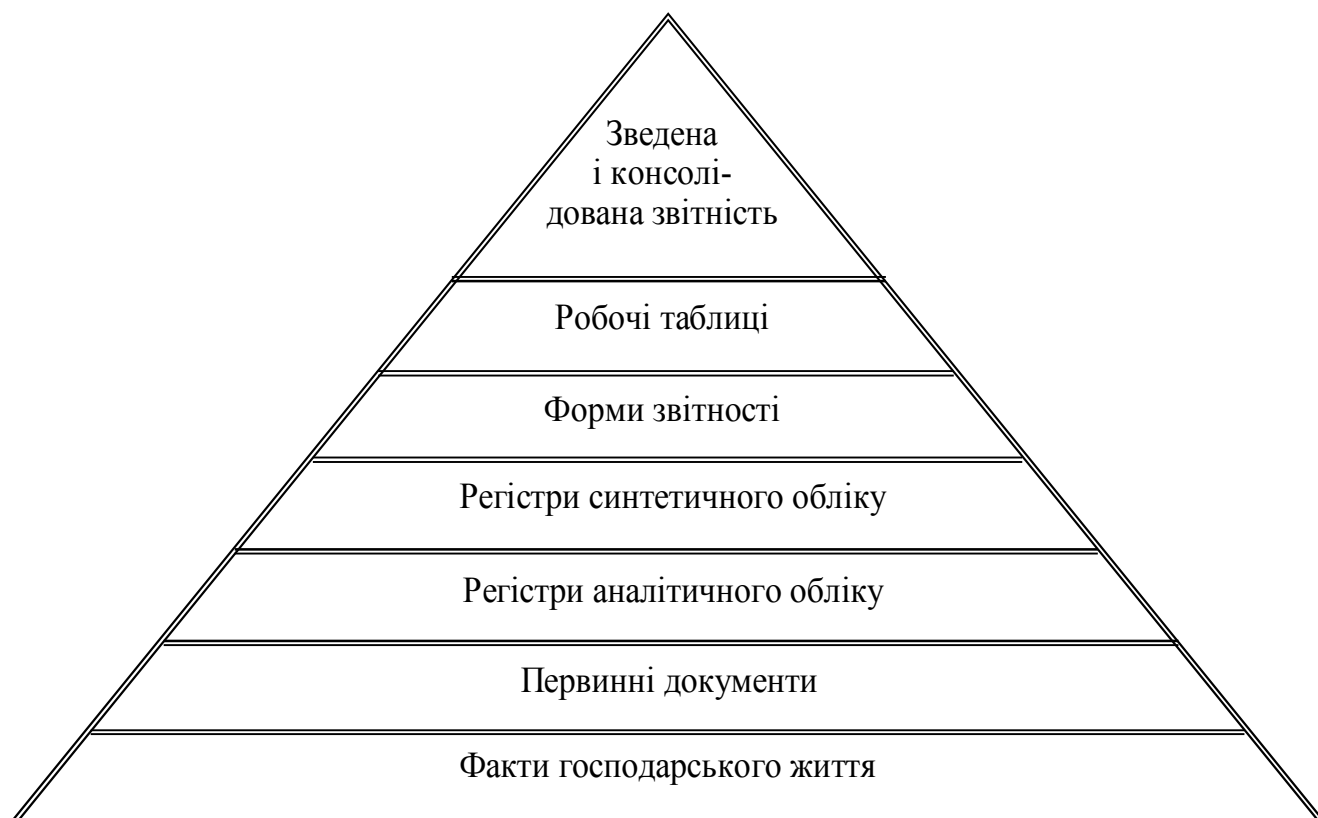 Зведена
і консолі-
дована звітність
Робочі таблиці
Форми звітності
Регістри синтетичного обліку
Регістри аналітичного обліку
Первинні документи
Факти господарського життя